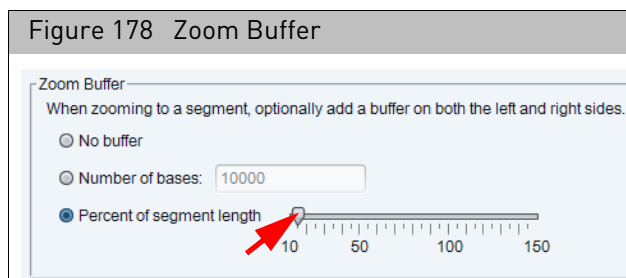 Figure 178 Zoom Buffer
Zoom Buffer
When zooming to a segment, optionally add a buffer on both the left and right sides.
No buffer
Number of bases: 10000
Percent of segment length
10 50 100 150